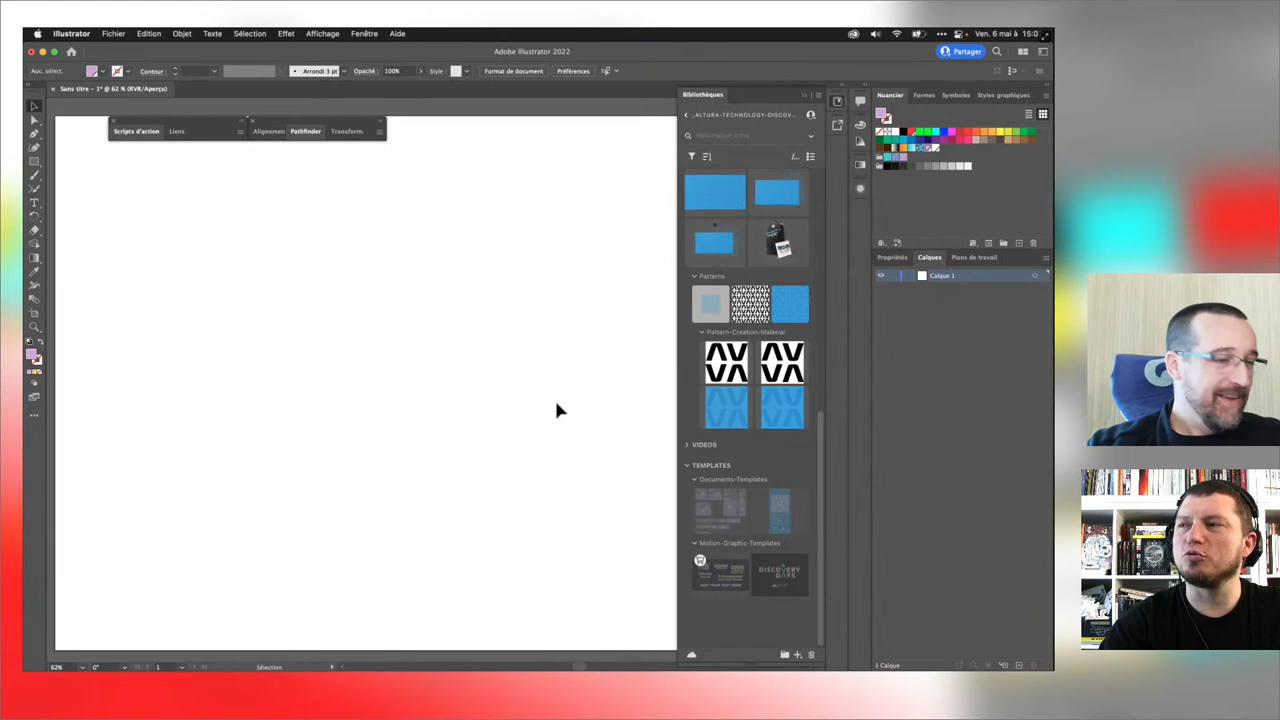 Illustrator Fichier Edition Objet Texte Sélection Effet Affichage Fenêtre Aide
Ven. 6 mai à 15:0
Adobe Illustrator 2022
Partager
Auc. sélect.
Contour :
Arrondi 3 pt
Opacité : 100%
Style :
Format de document
Préférences
Sans titre - 1* @ 62 % (RVB/Aperçu)
Scripts d'action Liens
Alignemen Pathfinder Transform
Bibliothèques
_ALTURA-TECHNOLOGY-DISCOV...
Nuancier Formes Symboles Styles graphiques
Patterns
Pattern-Creation-Material
VIDEOS
TEMPLATES
Documents-Templates
Motion-Graphic-Templates
DISCOVERY
DAYS
Propriétés Calques Plans de travail
Calque 1
62% 0° 1 Sélection
1 Calque